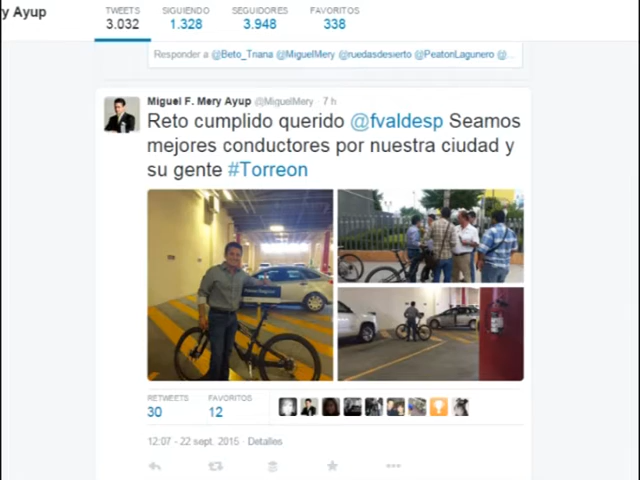 ry Ayup
TWEETS SIGUIENDO SEGUIDORES FAVORITOS
3.032 1.328 3.948 338
Responder a @Beto_Triana @MiguelMery @ruedasdesierto @PeatonLagunero @...
Miguel F. Mery Ayup @MiguelMery · 7 h
Reto cumplido querido @fvaldesp Seamos
mejores conductores por nuestra ciudad y
su gente #Torreon
RETWEETS FAVORITOS
30 12
12:07 - 22 sept. 2015 · Detalles